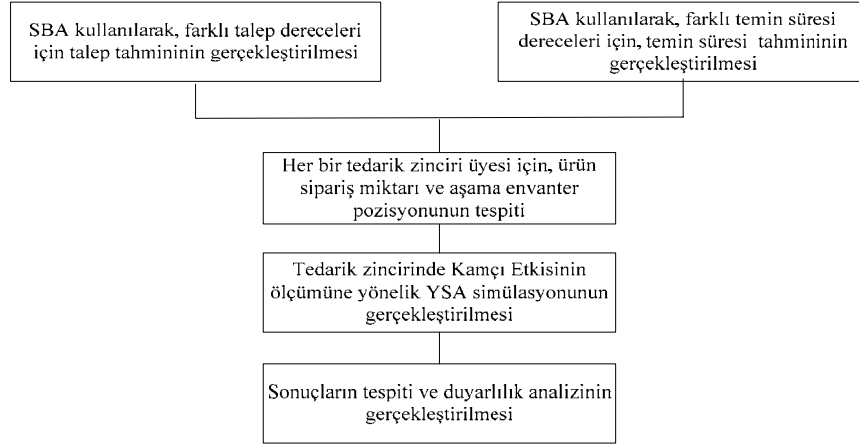 SBA kullanılarak, farklı talep dereceleri
için talep tahmininin gerçekleştirilmesi
SBA kullanılarak, farklı temin süresi
dereceleri için, temin süresi tahmininin
gerçekleştirilmesi
Her bir tedarik zinciri üyesi için, ürün
sipariş miktarı ve aşama envanter
pozisyonunun tespiti
Tedarik zincirinde Kamçı Etkisinin
ölçümüne yönelik YSA simülasyonunun
gerçekleştirilmesi
Sonuçların tespiti ve duyarlılık analizinin
gerçekleştirilmesi